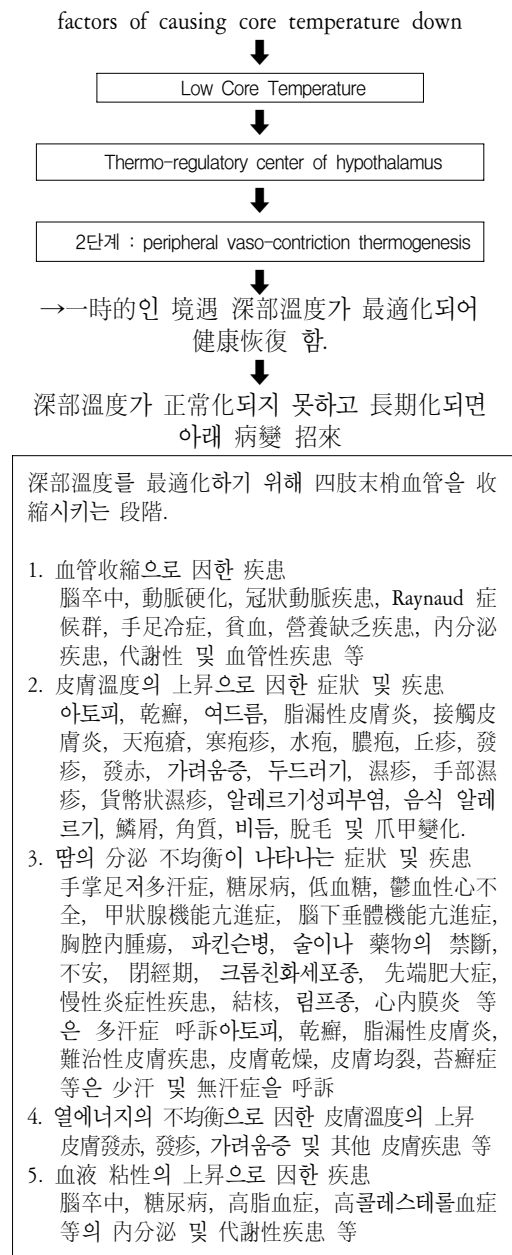 factors of causing core temperature down
Low Core Temperature
Thermo-regulatory center of hypothalamus
2단계 : peripheral vaso-contriction thermogenesis
→一時的인 境遇 深部溫度가 最適化되어
健康恢復 함.
深部溫度가 正常化되지 못하고 長期化되면
아래 病變 招來
深部溫度를 最適化하기 위해 四肢末梢血管을 收
縮시키는 段階.
1. 血管收縮으로 因한 疾患
腦卒中, 動脈硬化, 冠狀動脈疾患, Raynaud 症
候群, 手足冷症, 貧血, 營養缺乏疾患, 內分泌
疾患, 代謝性 및 血管性疾患 等
2. 皮膚溫度의 上昇으로 因한 症狀 및 疾患
아토피, 乾癬, 여드름, 脂漏性皮膚炎, 接觸皮
膚炎, 天疱瘡, 寒疱疹, 水疱, 膿疱, 丘疹, 發
疹, 發赤, 가려움증, 두드러기, 濕疹, 手部濕
疹, 貨幣狀濕疹, 알레르기성피부염, 음식 알레
르기, 鱗屑, 角質, 비듬, 脫毛 및 爪甲變化.
3. 땀의 分泌 不均衡이 나타나는 症狀 및 疾患
手掌足저多汗症, 糖尿病, 低血糖, 鬱血性心不
全, 甲狀腺機能亢進症, 腦下垂體機能亢進症,
胸腔內腫瘍, 파킨슨병, 술이나 藥物의 禁斷,
不安, 閉經期, 크롬친화세포종, 先端肥大症,
慢性炎症性疾患, 結核, 림프종, 心內膜炎 等
은 多汗症 呼訴아토피, 乾癬, 脂漏性皮膚炎,
難治性皮膚疾患, 皮膚乾燥, 皮膚均裂, 苔癬症
等은 少汗 및 無汗症을 呼訴
4. 열에너지의 不均衡으로 因한 皮膚溫度의 上昇
皮膚發赤, 發疹, 가려움증 및 其他 皮膚疾患 等
5. 血液 粘性의 上昇으로 因한 疾患
腦卒中, 糖尿病, 高脂血症, 高콜레스테롤血症
等의 內分泌 및 代謝性疾患 等